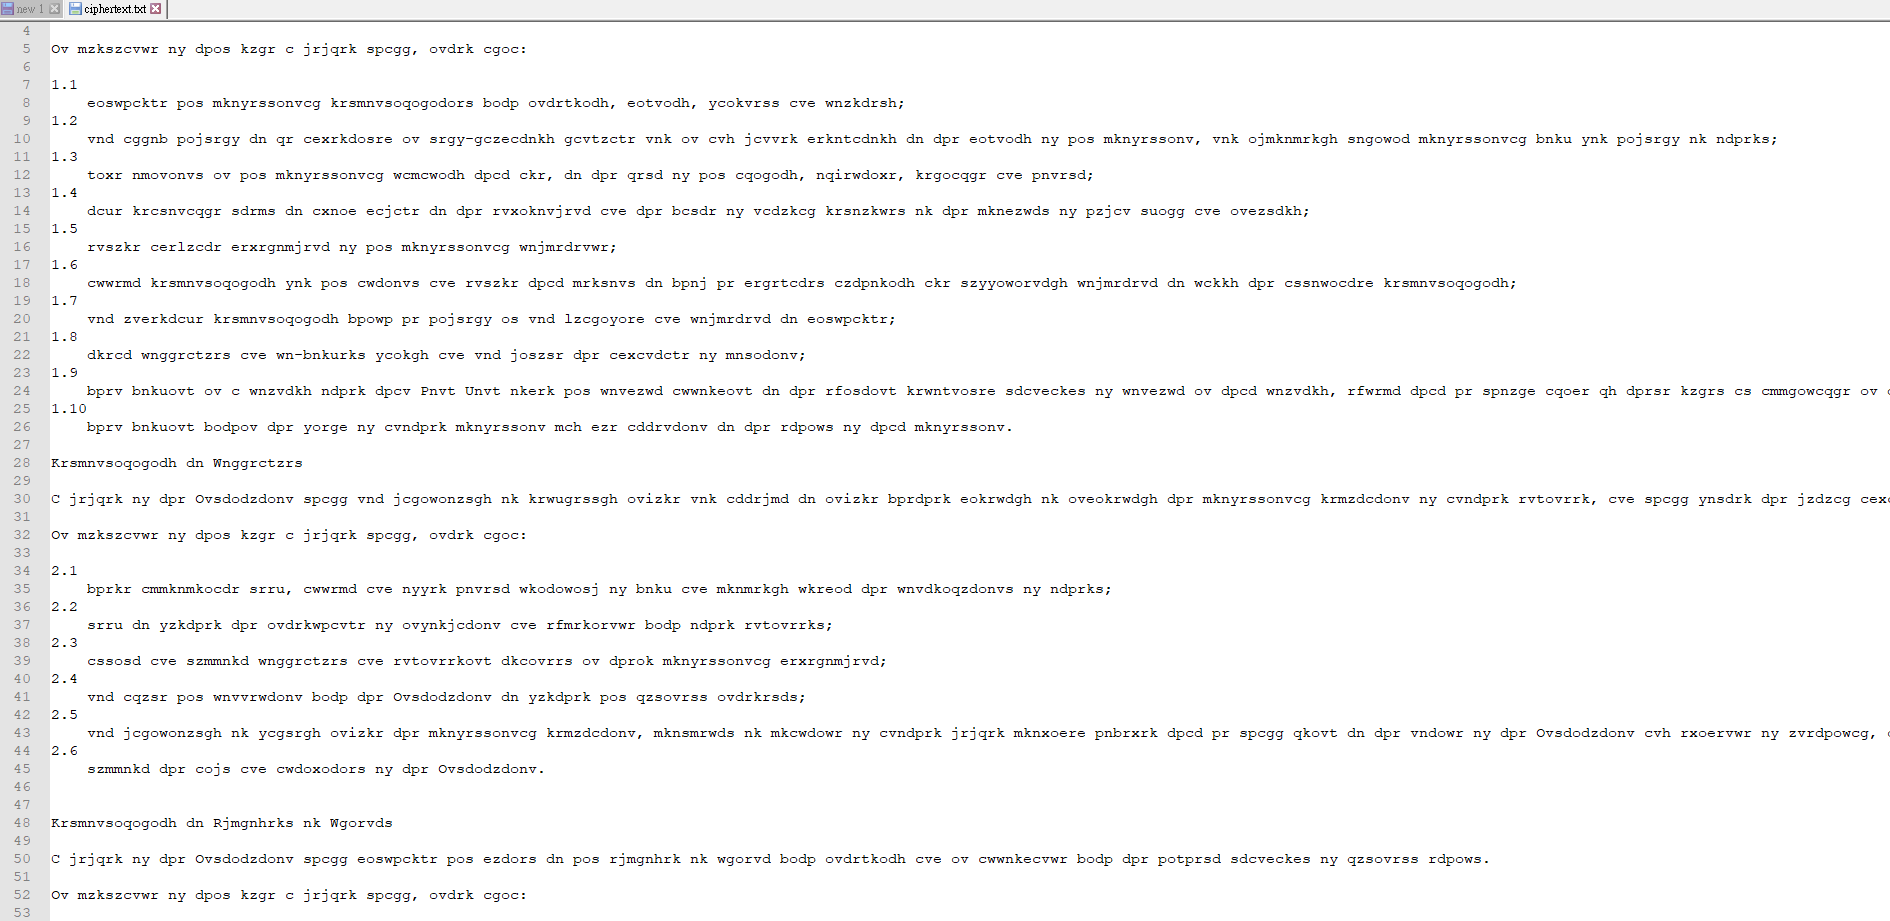 new 1
ciphertext.txt
4
5 Ov mzkszcvwr ny dpos kzgr c jrjqrk spcgg, ovdrk cgoc:
6
7 1.1
8 eoswpcktr pos mknyrssonvcg krsmnvsoqogodors bodp ovdrtkodh, eotvodh, ycokvrss cve wnzkdrsh;
9 1.2
10 vnd cggnb pojsrgy dn qr cexrkdosre ov srgy-gczecdnkh gcvtzctr vnk ov cvh jcvvrk erkntcdnkh dn dpr eotvodh ny pos mknyrssonv, vnk ojmknmrkgh sngowod mknyrssonvcg bnku ynk pojsrgy nk ndprks;
11 1.3
12 toxr nmovonvs ov pos mknyrssonvcg wcmcwodh dpcd ckr, dn dpr qrsd ny pos cqogodh, nqirwdoxr, krgocqgr cve pnvrsd;
13 1.4
14 dcur krcsnvcqgr sdrms dn cxnoe ecjctr dn dpr rvxoknvjrvd cve dpr bcsdr ny vcdzkcg krsnzkwrs nk dpr mknezwds ny pzjcv suogg cve ovezsdkh;
15 1.5
16 rvszkr cerlzcdr erxrgnmjrvd ny pos mknyrssonvcg wnjmrdrvwr;
17 1.6
18 cwwrmd krsmnvsoqogodh ynk pos cwdonvs cve rvszkr dpcd mrksnvs dn bpnj pr ergrtcdrs czdpnkodh ckr szyyoworvdgh wnjmrdrvd dn wckkh dpr cssnwocdre krsmnvsoqogodh;
19 1.7
20 vnd zverkdcur krsmnvsoqogodh bpowp pr pojsrgy os vnd lzcgoyore cve wnjmrdrvd dn eoswpcktr;
21 1.8
22 dkrcd wnggrctzrs cve wn-bnkurks ycokgh cve vnd joszsr dpr cexcvdctr ny mnsodonv;
23 1.9
24 bprv bnkuovt ov c wnzvdkh ndprk dpcv Pnvt Unvt nkerk pos wnvezwd cwwnkeovt dn dpr rfosdovt krwntvosre sdcveckes ny wnvezwd ov dpcd wnzvdkh, rfwrmd dpcd pr spnzge cqoer qh dprsr kzgrs cs cmmgowcqgr ov
25 1.10
26 bprv bnkuovt bodpov dpr yorge ny cvndprk mknyrssonv mch ezr cddrvdonv dn dpr rdpows ny dpcd mknyrssonv.
27
28 Krsmnvsoqogodh dn Wnggrctzrs
29
30 C jrjqrk ny dpr Ovsdodzdonv spcgg vnd jcgowonzsgh nk krwugrssgh ovizkr vnk cddrjmd dn ovizkr bprdprk eokrwdgh nk oveokrwdgh dpr mknyrssonvcg krmzdcdonv ny cvndprk rvtovrrk, cve spcgg ynsdrk dpr jzdzcg
31
32 Ov mzkszcvwr ny dpos kzgr c jrjqrk spcgg, ovdrk cgoc:
33
34 2.1
35 bprkr cmmknmkocdr srru, cwwrmd cve nyyrk pnvrsd wkodowosj ny bnku cve mknmrkgh wkreod dpr wnvdkoqzdonvs ny ndprks;
36 2.2
37 srru dn yzkdprk dpr ovdrkwpcvtr ny ovynkjcdonv cve rfmrkorvwr bodp ndprk rvtovrrks;
38 2.3
39 cssosd cve szmmnkd wnggrctzrs cve rvtovrrkovt dkcovrrs ov dprok mknyrssonvcg erxrgnmjrvd;
40 2.4
41 vnd cqzsr pos wnvvrwdonv bodp dpr Ovsdodzdonv dn yzkdprk pos qzsovrss ovdrkrsds;
42 2.5
43 vnd jcgowonzsgh nk ycgsrgh ovizkr dpr mknyrssonvcg krmzdcdonv, mknsmrwds nk mkcwdowr ny cvndprk jrjqrk mknxoere pnbrxrk dpcd pr spcgg qkovt dn dpr vndowr ny dpr Ovsdodzdonv cvh rxoervwr ny zvrdpowcg,
44 2.6
45 szmmnkd dpr cojs cve cwdoxodors ny dpr Ovsdodzdonv.
46
47
48 Krsmnvsoqogodh dn Rjmgnhrks nk Wgorvds
49
50 C jrjqrk ny dpr Ovsdodzdonv spcgg eoswpcktr pos ezdors dn pos rjmgnhrk nk wgorvd bodp ovdrtkodh cve ov cwwnkecvwr bodp dpr potprsd sdcveckes ny qzsovrss rdpows.
51
52 Ov mzkszcvwr ny dpos kzgr c jrjqrk spcgg, ovdrk cgoc:
53